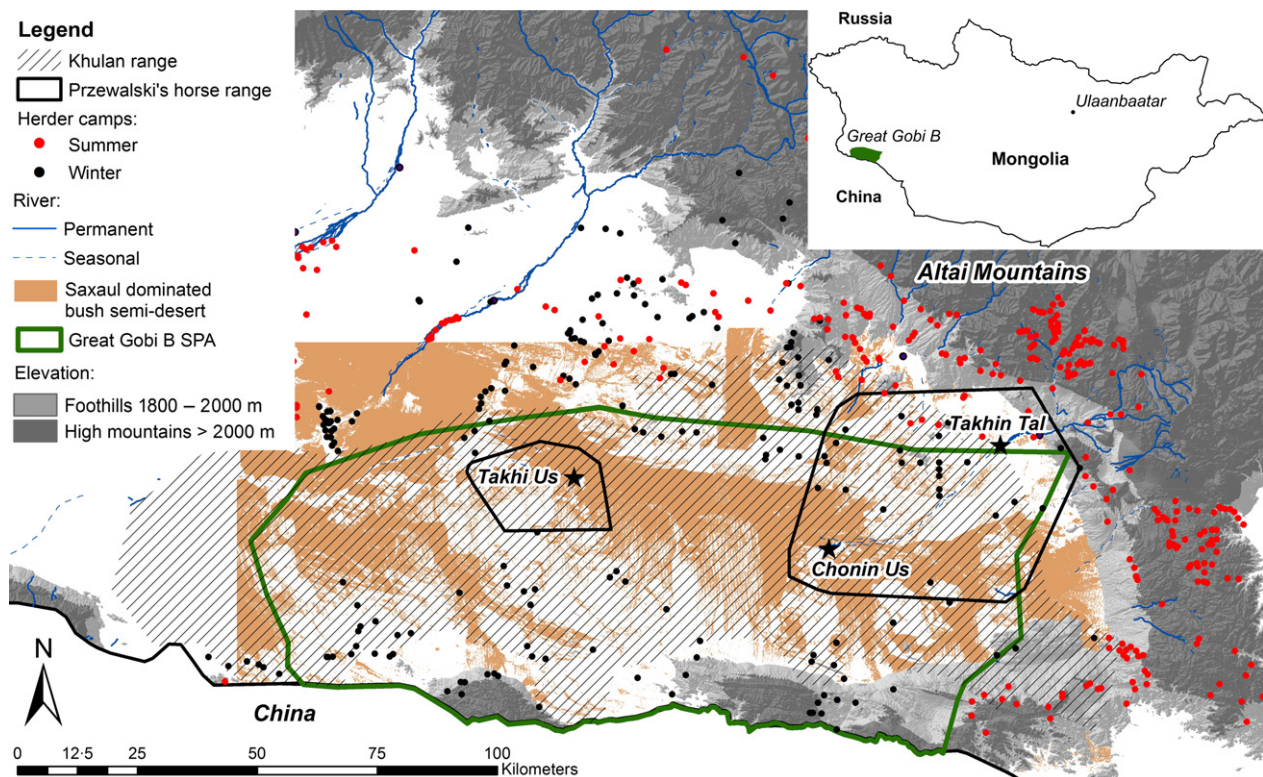 Legend
Khulan range
Przewalski's horse range
Herder camps:
Summer
Winter
River:
Permanent
Seasonal
Saxaul dominated
bush semi-desert
Great Gobi B SPA
Elevation:
Foothills 1800 – 2000 m
High mountains > 2000 m
Russia
Ulaanbaatar
Great Gobi B
Mongolia
China
Altai Mountains
Takhin Tal
Takhi Us
Chonin Us
China
N
0 12·5 25 50 75 100
Kilometers